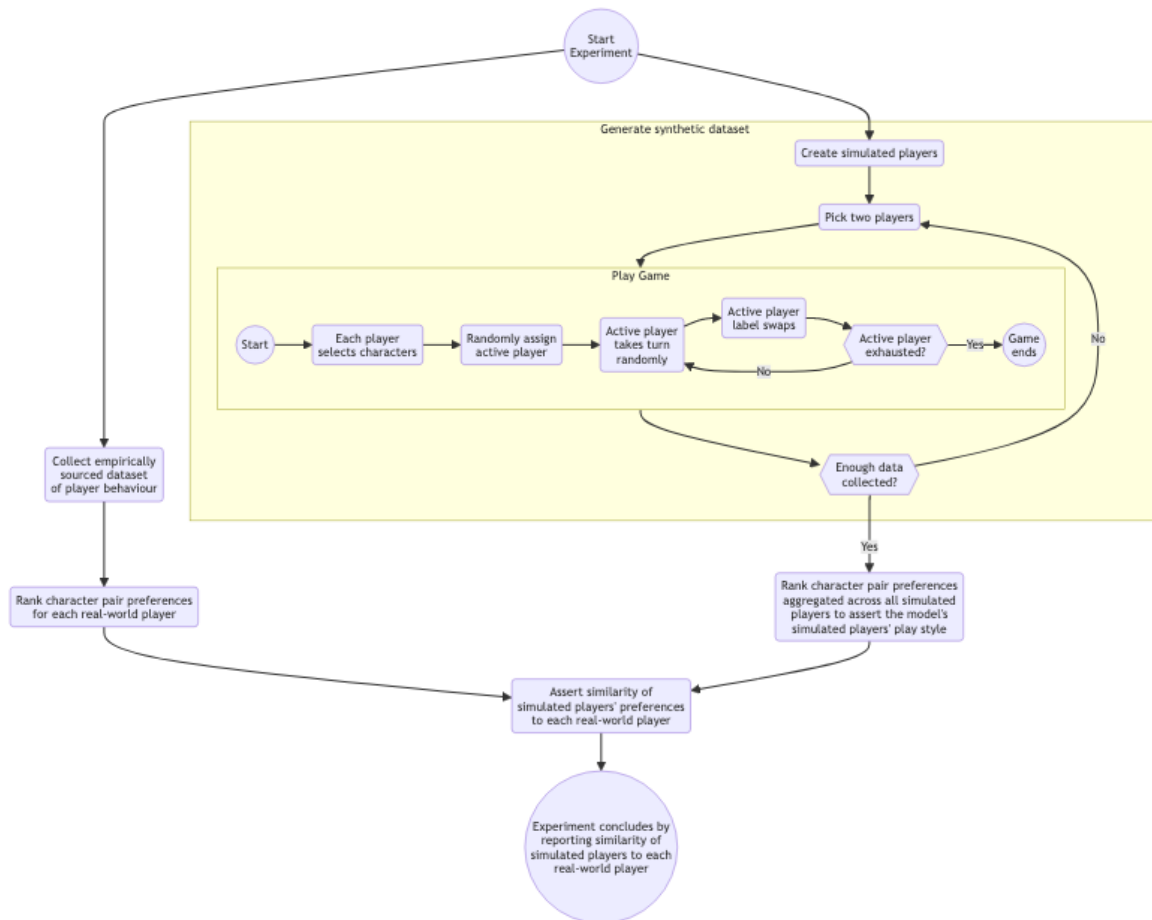 Start
Experiment
Generate synthetic dataset
Create simulated players
Pick two players
Play Game
Start
Each player
selects characters
Randomly assign
active player
Active player
takes turn
randomly
Active player
label swaps
Active player
exhausted?
Yes
Game
ends
No
No
Collect empirically
sourced dataset
of player behaviour
Enough data
collected?
Yes
Rank character pair preferences
for each real-world player
Rank character pair preferences
aggregated across all simulated
players to assert the model's
simulated players' play style
Assert similarity of
simulated players' preferences
to each real-world player
Experiment concludes by
reporting similarity of
simulated players to each
real-world player